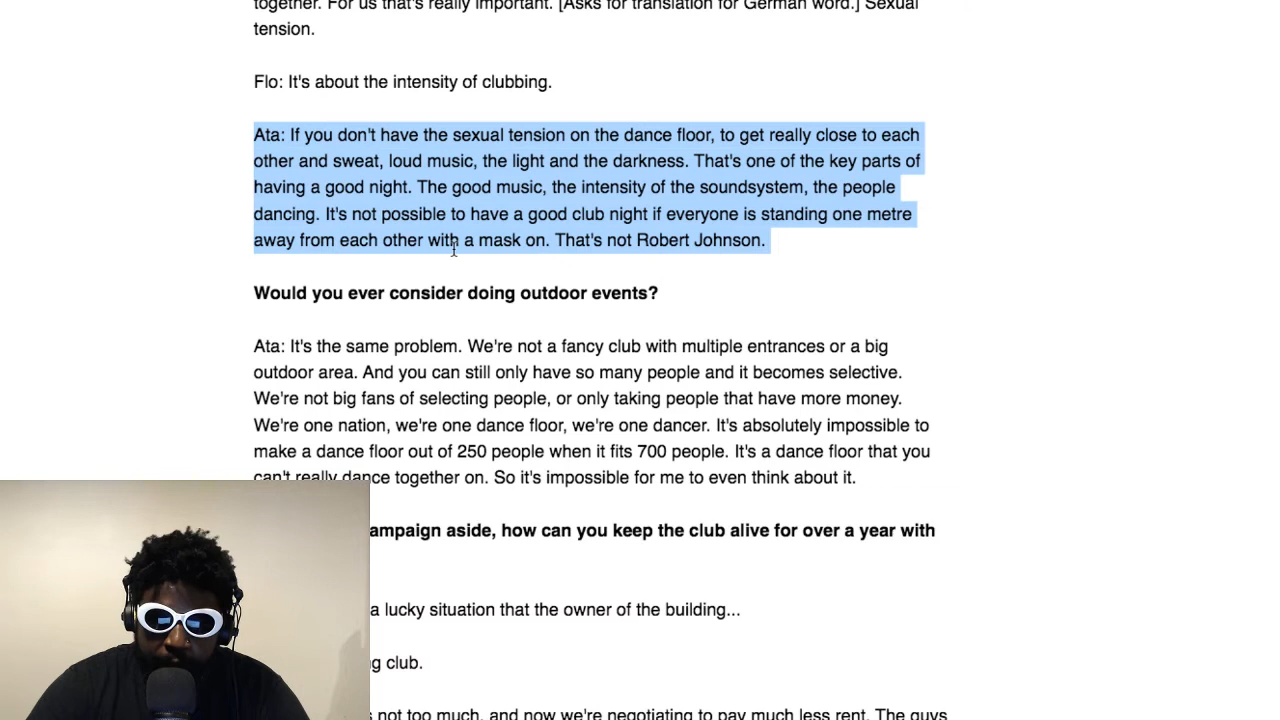 together. For us that's really important. [Asks for translation for German word.] Sexual
tension.
Flo: It's about the intensity of clubbing.
Ata: If you don't have the sexual tension on the dance floor, to get really close to each
other and sweat, loud music, the light and the darkness. That's one of the key parts of
having a good night. The good music, the intensity of the soundsystem, the people
dancing. It's not possible to have a good club night if everyone is standing one metre
away from each other with a mask on. That's not Robert Johnson.
Would you ever consider doing outdoor events?
Ata: It's the same problem. We're not a fancy club with multiple entrances or a big
outdoor area. And you can still only have so many people and it becomes selective.
We're not big fans of selecting people, or only taking people that have more money.
We're one nation, we're one dance floor, we're one dancer. It's absolutely impossible to
make a dance floor out of 250 people when it fits 700 people. It's a dance floor that you
can't really dance together on. So it's impossible for me to even think about it.
ampaign aside, how can you keep the club alive for over a year with
a lucky situation that the owner of the building...
g club.
not too much, and now we're negotiating to pay much less rent. The guys